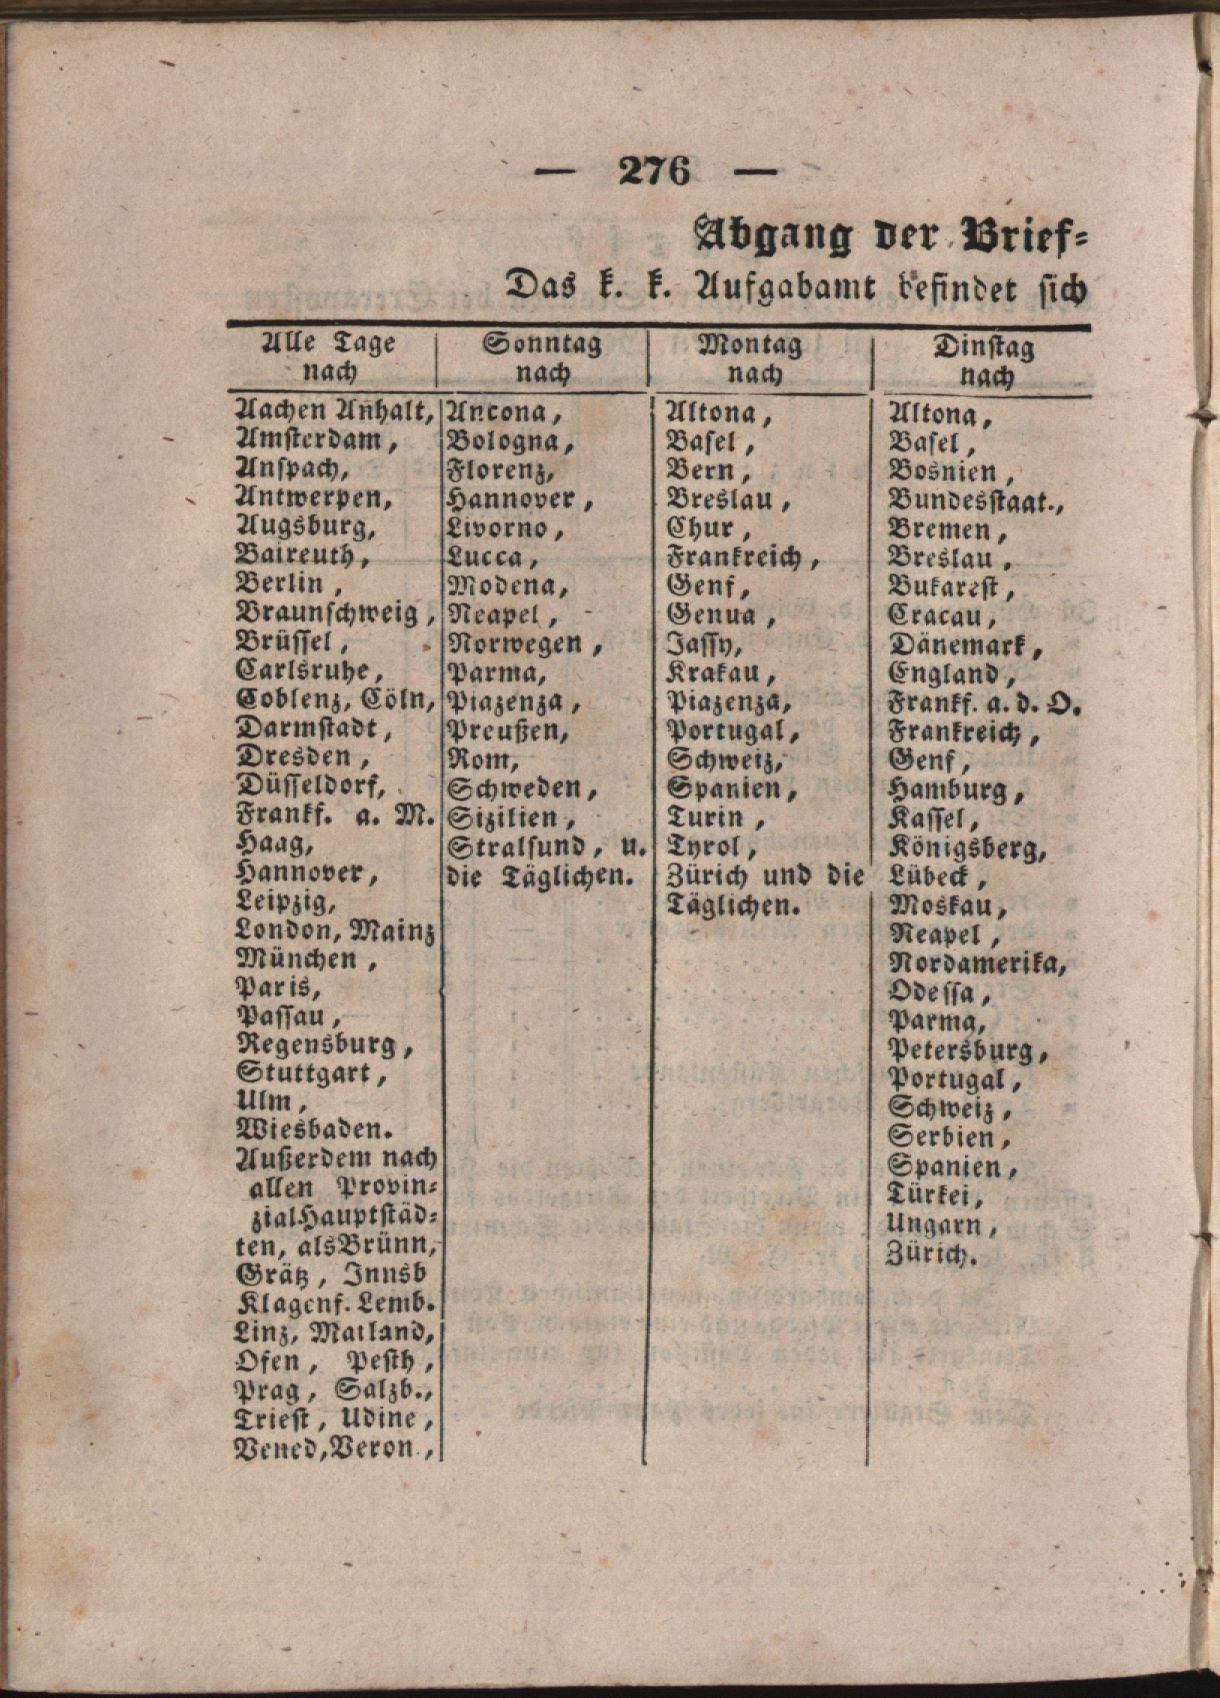 — 276 —
Abgang der Brief-
Das k. k. Aufgabamt befindet sich
Alle Tage
nach
Aachen Anhalt,
Amsterdam,
Anspach,
Antwerpen,
Augsburg,
Baireuth,
Berlin,
Braunschweig,
Brüssel,
Carlsruhe,
Coblenz, Cöln,
Darmstadt,
Dresden,
Düsseldorf,
Frankf. a. M.
Haag,
Hannover,
Leipzig,
London, Mainz
München,
Paris,
Passau,
Regensburg,
Stuttgart,
Ulm,
Wiesbaden.
Außerdem nach
allen Provin-
zial-Hauptstäd-
ten, als Brünn,
Grätz, Innsb
Klagenf. Lemb.
Linz, Mailand,
Ofen, Pesth,
Prag, Salzb.,
Triest, Udine,
Vened, Veron.,
Sonntag
nach
Ancona,
Bologna,
Florenz,
Hannover,
Livorno,
Lucca,
Modena,
Neapel,
Norwegen,
Parma,
Piazenza,
Preußen,
Rom,
Schweden,
Sizilien,
Stralsund, u.
die Täglichen.
Montag
nach
Altona,
Basel,
Bern,
Breslau,
Chur,
Frankreich,
Genf,
Genua,
Jassy,
Krakau,
Piazenza,
Portugal,
Schweiz,
Spanien,
Turin,
Tyrol,
Zürich und die
Täglichen.
Dinstag
nach
Altona,
Basel,
Bosnien,
Bundesstaat.,
Bremen,
Breslau,
Bukarest,
Cracau,
Dänemark,
England,
Frankf. a. d. O.
Frankreich,
Genf,
Hamburg,
Kassel,
Königsberg,
Lübeck,
Moskau,
Neapel,
Nordamerika,
Odessa,
Parma,
Petersburg,
Portugal,
Schweiz,
Serbien,
Spanien,
Türkei,
Ungarn,
Zürich.